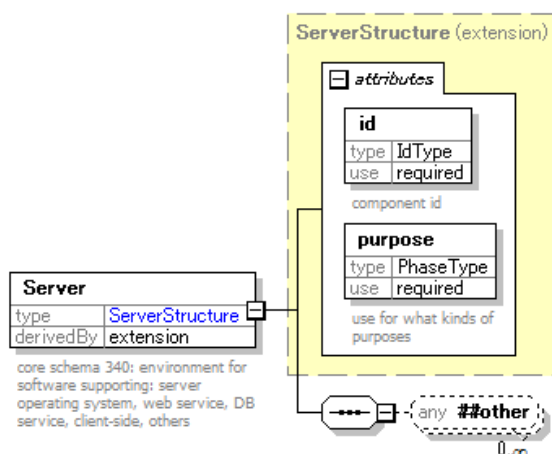 ServerStructure (extension)
attributes
id
type IdType
use required
component id
purpose
type PhaseType
use required
use for what kinds of
purposes
Server
type ServerStructure
derivedBy extension
core schema 340: environment for
software supporting: server
operating system, web service, DB
service, client-side, others
any ##other